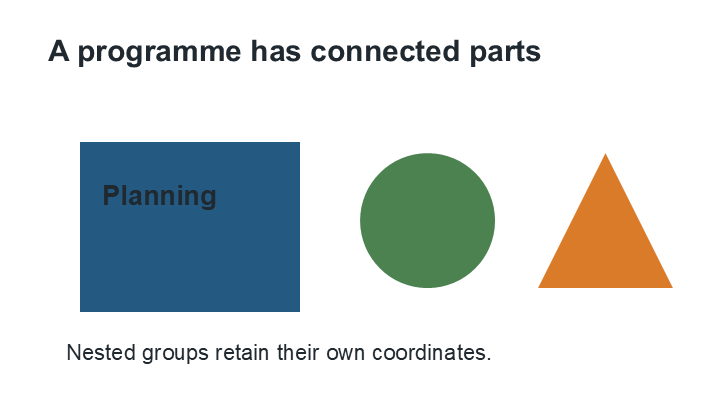 A programme has connected parts
Planning
Nested groups retain their own coordinates.